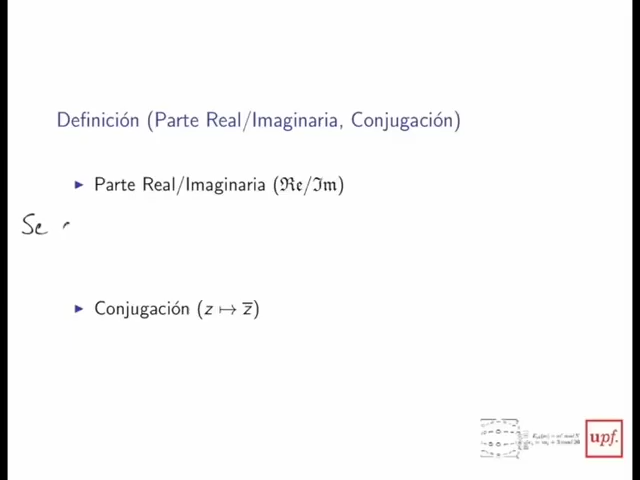 Definición (Parte Real/Imaginaria, Conjugación)
▶ Parte Real/Imaginaria (ℜe/ℑm)
Se
▶ Conjugación (z ↦ z̅)
upf.